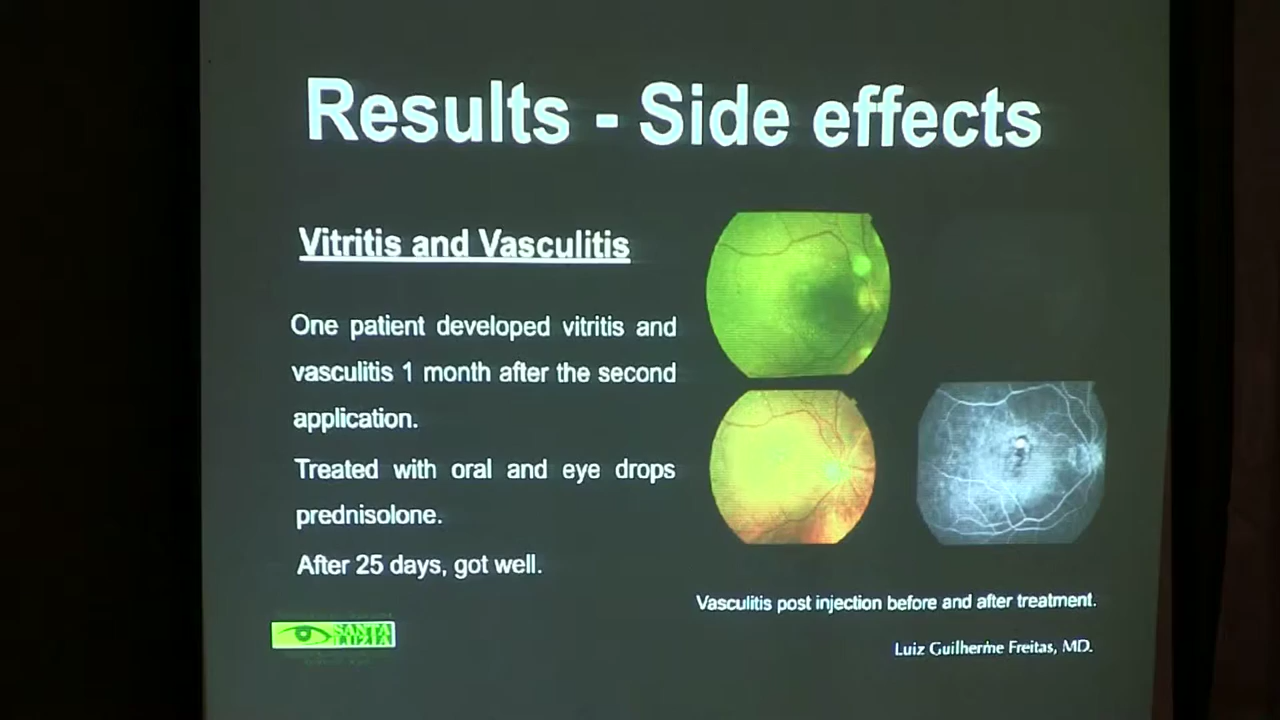 Results - Side effects
Vitritis and Vasculitis
One patient developed vitritis and
vasculitis 1 month after the second
application.
Treated with oral and eye drops
prednisolone.
After 25 days, got well.
SANTA
LUZIA
Vasculitis post injection before and after treatment.
Luiz Guilherme Freitas, MD.